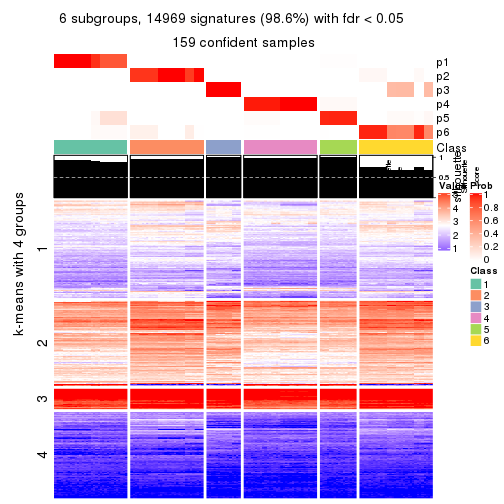 6 subgroups, 14969 signatures (98.6%) with fdr < 0.05
159 confident samples
p1
p2
p3
p4
p5
p6
Class
1
0.5
Silhouette
score
k-means with 4 groups
1
2
3
4
Value
4
3
2
1
Prob
1
0.8
0.6
0.4
0.2
0
Class
1
2
3
4
5
6